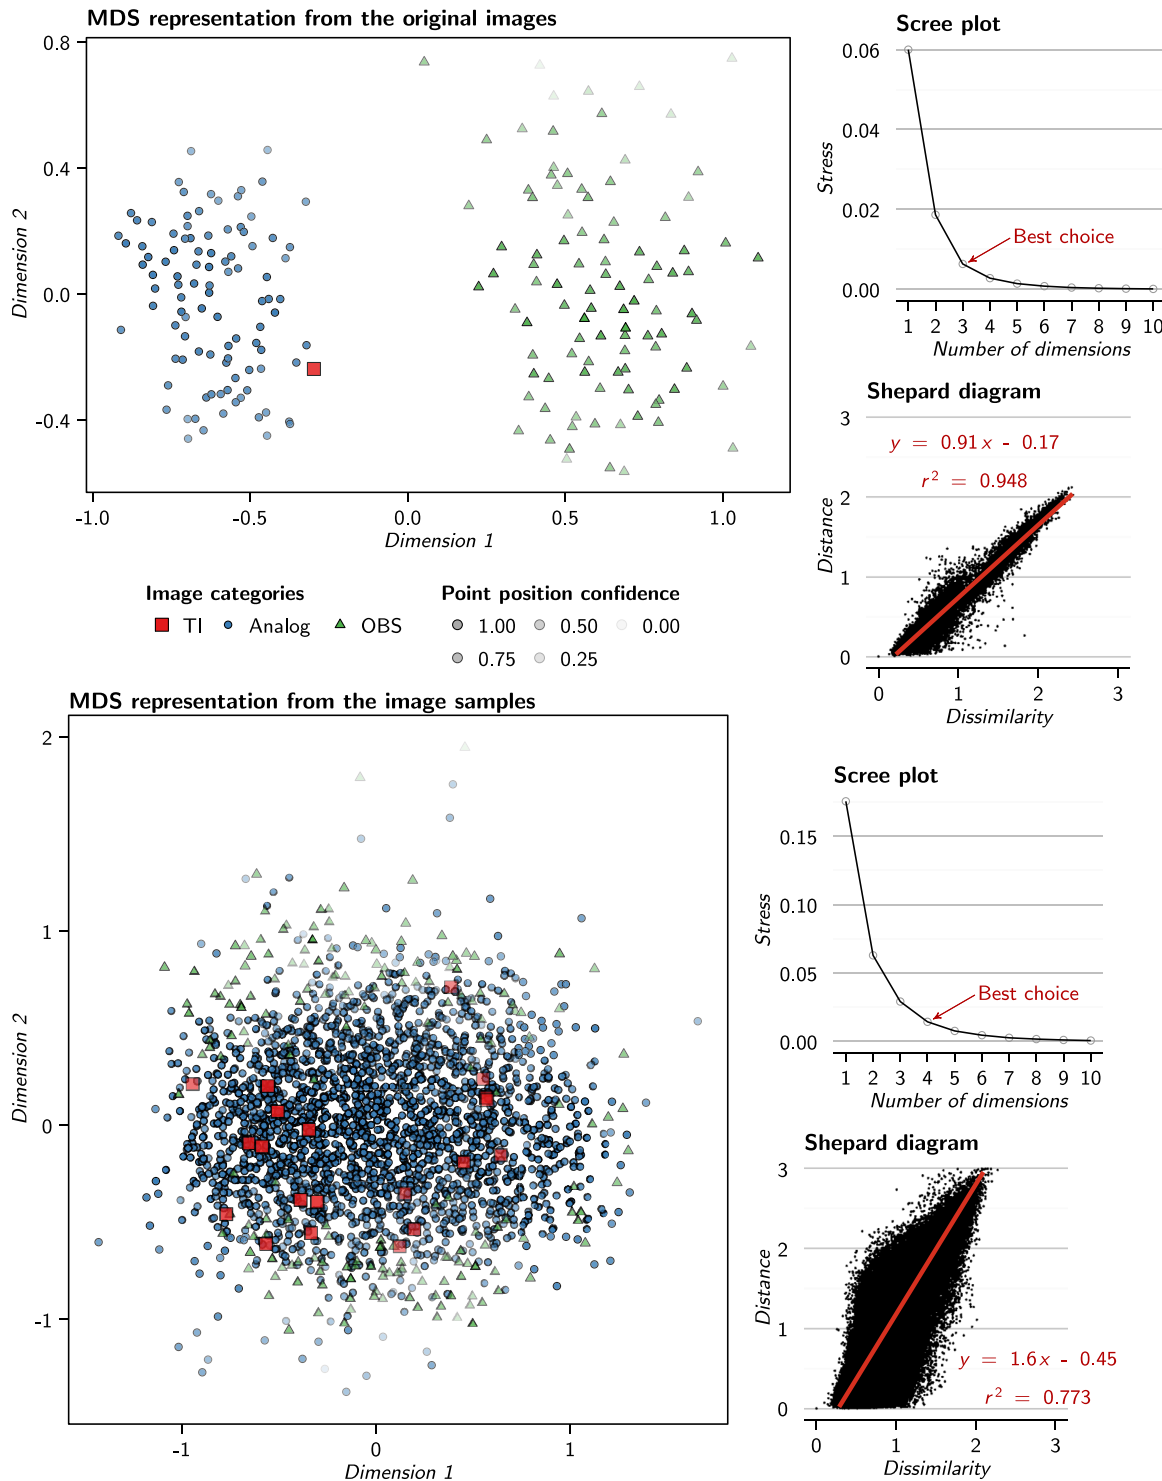 MDS representation from the original images
0.8
0.4
0.0
-0.4
Dimension 2
-1.0 -0.5 0.0 0.5 1.0
Dimension 1
Scree plot
0.06
0.04
0.02
0.00
Stress
Best choice
1 2 3 4 5 6 7 8 9 10
Number of dimensions
Shepard diagram
3
2
1
0
Distance
y = 0.91x - 0.17
r² = 0.948
0 1 2 3
Dissimilarity
Image categories
TI Analog OBS
Point position confidence
1.00 0.50 0.00
0.75 0.25
MDS representation from the image samples
2
1
0
-1
Dimension 2
-1 0 1
Dimension 1
Scree plot
0.15
0.10
0.05
0.00
Stress
Best choice
1 2 3 4 5 6 7 8 9 10
Number of dimensions
Shepard diagram
3
2
1
0
Distance
y = 1.6x - 0.45
r² = 0.773
0 1 2 3
Dissimilarity